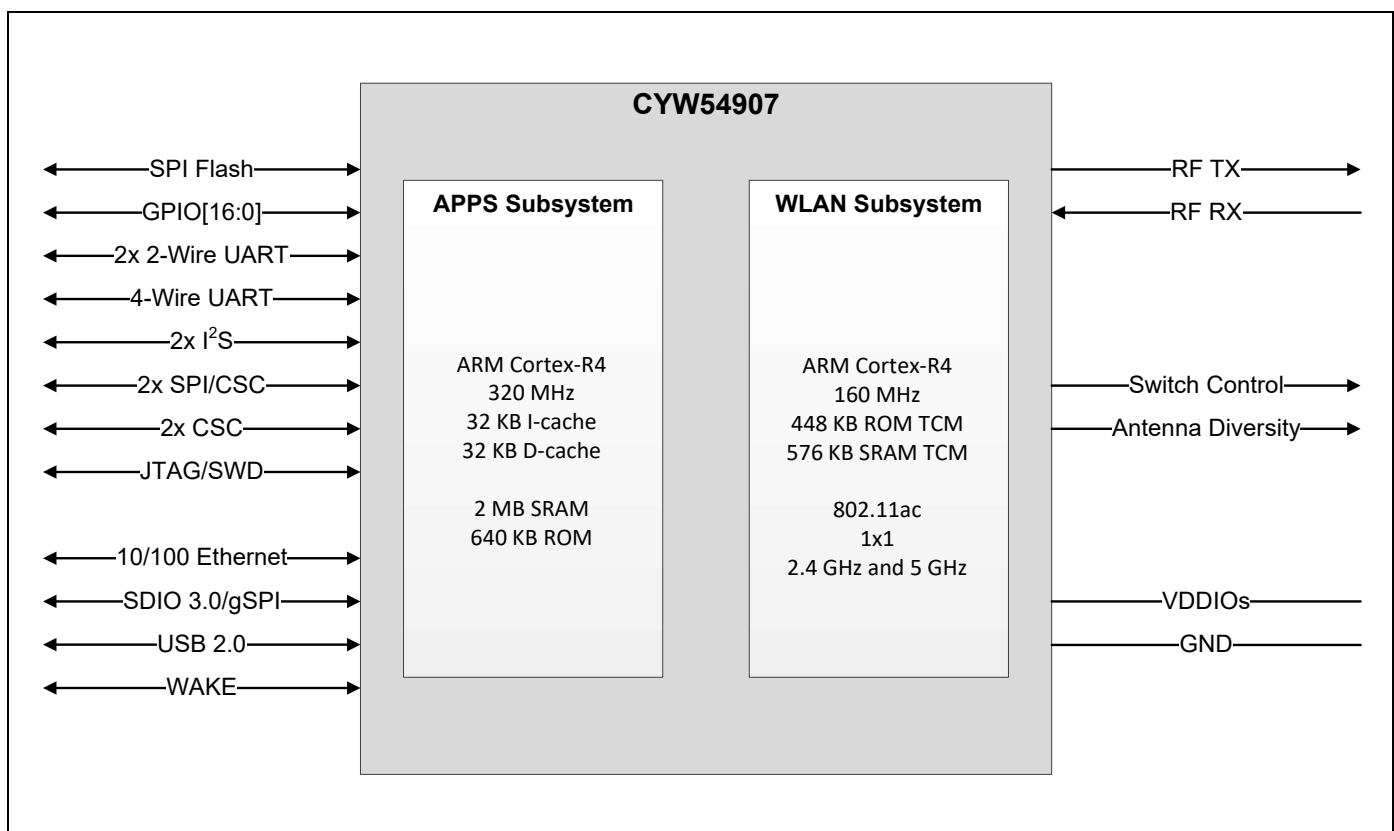 CYW54907
SPI Flash
GPIO[16:0]
2x 2-Wire UART
4-Wire UART
2x I²S
2x SPI/CSC
2x CSC
JTAG/SWD
10/100 Ethernet
SDIO 3.0/gSPI
USB 2.0
WAKE
APPS Subsystem
ARM Cortex-R4
320 MHz
32 KB I-cache
32 KB D-cache
2 MB SRAM
640 KB ROM
WLAN Subsystem
ARM Cortex-R4
160 MHz
448 KB ROM TCM
576 KB SRAM TCM
802.11ac
1x1
2.4 GHz and 5 GHz
RF TX
RF RX
Switch Control
Antenna Diversity
VDDIOs
GND